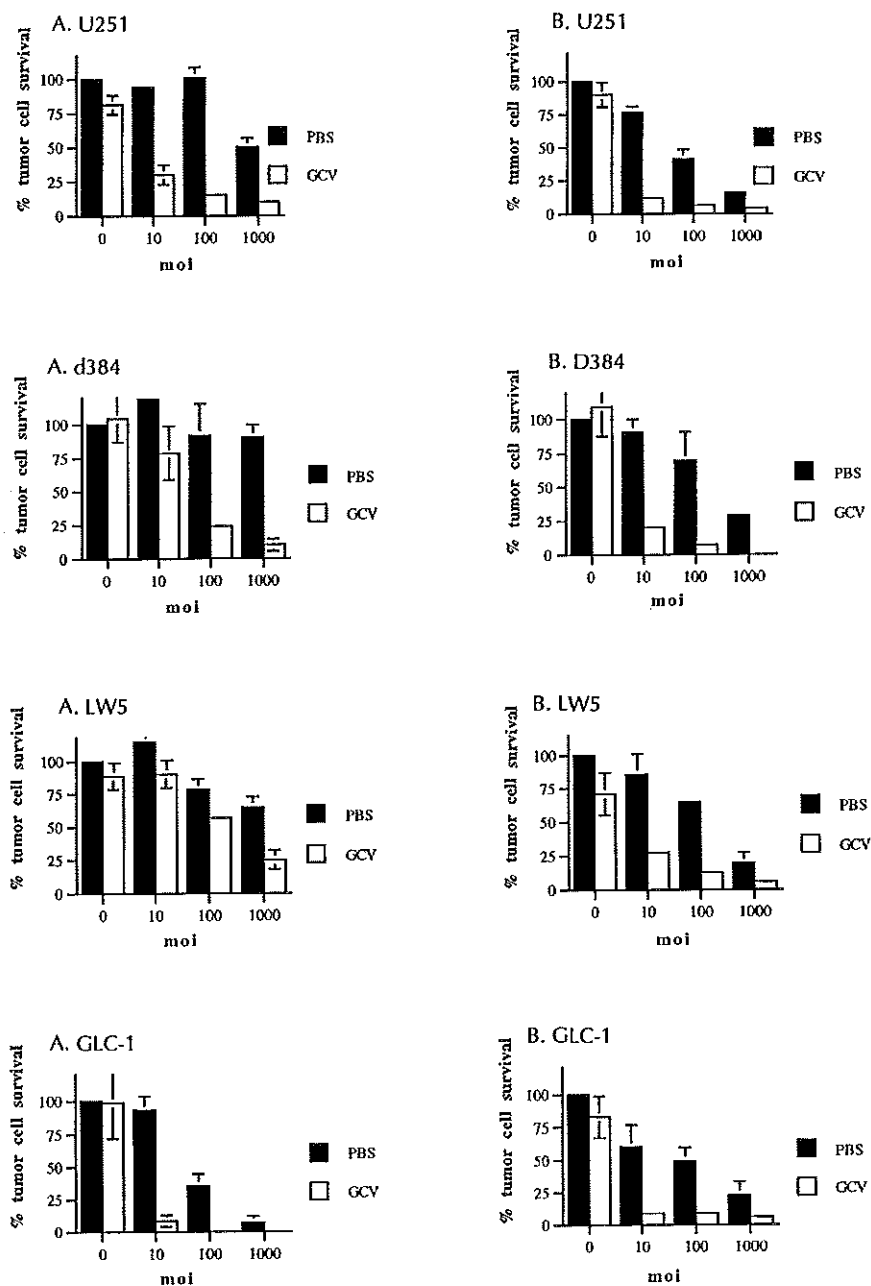 A. U251
% tumor cell survival
100
75
50
25
0
0 10 100 1000
moi
PBS
GCV
B. U251
% tumor cell survival
100
75
50
25
0
0 10 100 1000
moi
PBS
GCV
A. d384
% tumor cell survival
100
75
50
25
0
0 10 100 1000
moi
PBS
GCV
B. D384
% tumor cell survival
100
75
50
25
0
0 10 100 1000
moi
PBS
GCV
A. LW5
% tumor cell survival
100
75
50
25
0
0 10 100 1000
moi
PBS
GCV
B. LW5
% tumor cell survival
100
75
50
25
0
0 10 100 1000
moi
PBS
GCV
A. GLC-1
% tumor cell survival
100
75
50
25
0
0 10 100 1000
moi
PBS
GCV
B. GLC-1
% tumor cell survival
100
75
50
25
0
0 10 100 1000
moi
PBS
GCV